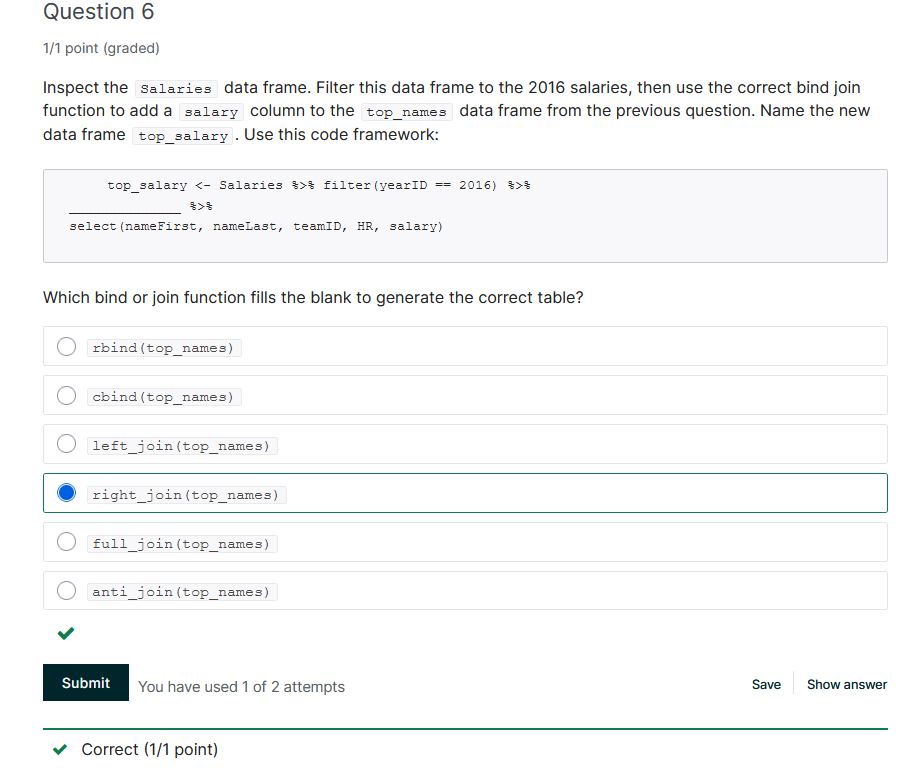 Question 6
1/1 point (graded)
Inspect the Salaries data frame. Filter this data frame to the 2016 salaries, then use the correct bind join
function to add a salary column to the top_names data frame from the previous question. Name the new
data frame top_salary. Use this code framework:
top_salary <- Salaries %>% filter(yearID == 2016) %>%
______________ %>%
select(nameFirst, nameLast, teamID, HR, salary)
Which bind or join function fills the blank to generate the correct table?
rbind(top_names)
cbind(top_names)
left_join(top_names)
right_join(top_names)
full_join(top_names)
anti_join(top_names)
Submit You have used 1 of 2 attempts Save Show answer
Correct (1/1 point)